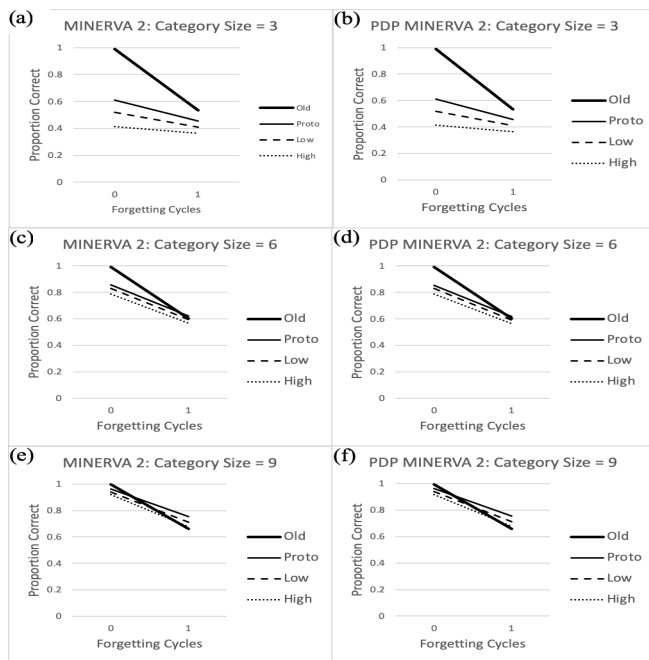 (a)
MINERVA 2: Category Size = 3
Proportion Correct
1
0.8
0.6
0.4
0.2
0
0 1
Forgetting Cycles
Old
Proto
Low
High
(b)
PDP MINERVA 2: Category Size = 3
Proportion Correct
1
0.8
0.6
0.4
0.2
0
0 1
Forgetting Cycles
Old
Proto
Low
High
(c)
MINERVA 2: Category Size = 6
Proportion Correct
1
0.8
0.6
0.4
0.2
0
0 1
Forgetting Cycles
Old
Proto
Low
High
(d)
PDP MINERVA 2: Category Size = 6
Proportion Correct
1
0.8
0.6
0.4
0.2
0
0 1
Forgetting Cycles
Old
Proto
Low
High
(e)
MINERVA 2: Category Size = 9
Proportion Correct
1
0.8
0.6
0.4
0.2
0
0 1
Forgetting Cycles
Old
Proto
Low
High
(f)
PDP MINERVA 2: Category Size = 9
Proportion Correct
1
0.8
0.6
0.4
0.2
0
0 1
Forgetting Cycles
Old
Proto
Low
High